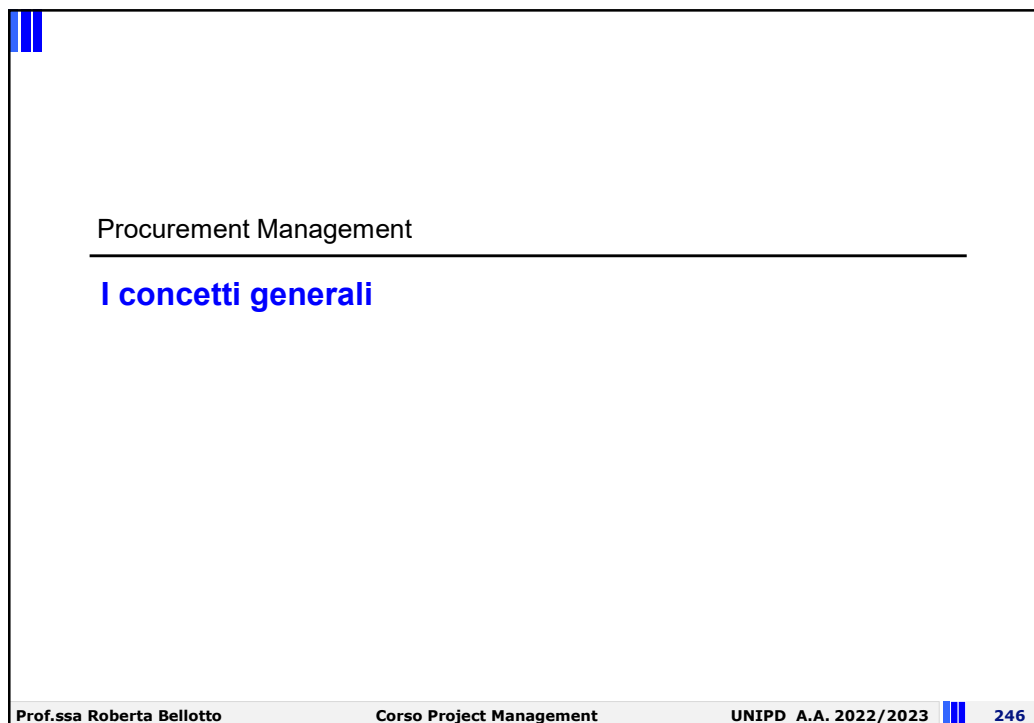 Procurement Management
I concetti generali
Prof.ssa Roberta Bellotto Corso Project Management UNIPD A.A. 2022/2023 246